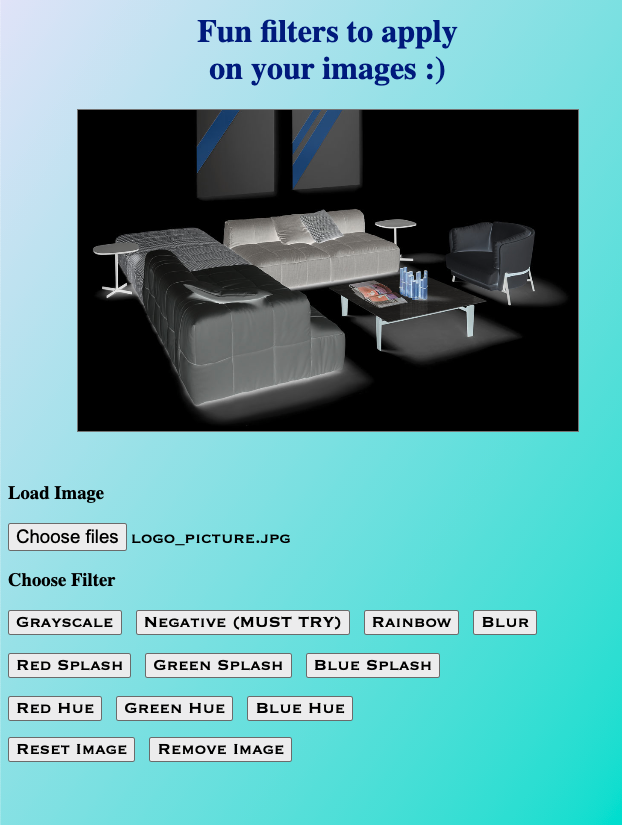 Fun filters to apply
on your images :)
Load Image
Choose files LOGO_PICTURE.JPG
Choose Filter
Grayscale Negative (MUST TRY) Rainbow Blur
Red Splash Green Splash Blue Splash
Red Hue Green Hue Blue Hue
Reset Image Remove Image